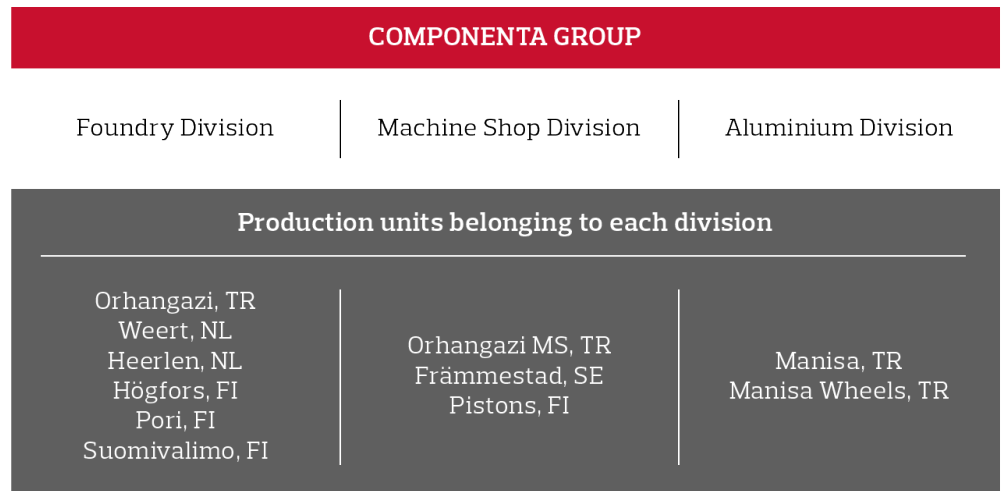 COMPONENTA GROUP
Foundry Division
Machine Shop Division
Aluminium Division
Production units belonging to each division
Orhangazi, TR
Weert, NL
Heerlen, NL
Högfors, FI
Pori, FI
Suomivalimo, FI
Orhangazi MS, TR
Främmestad, SE
Pistons, FI
Manisa, TR
Manisa Wheels, TR